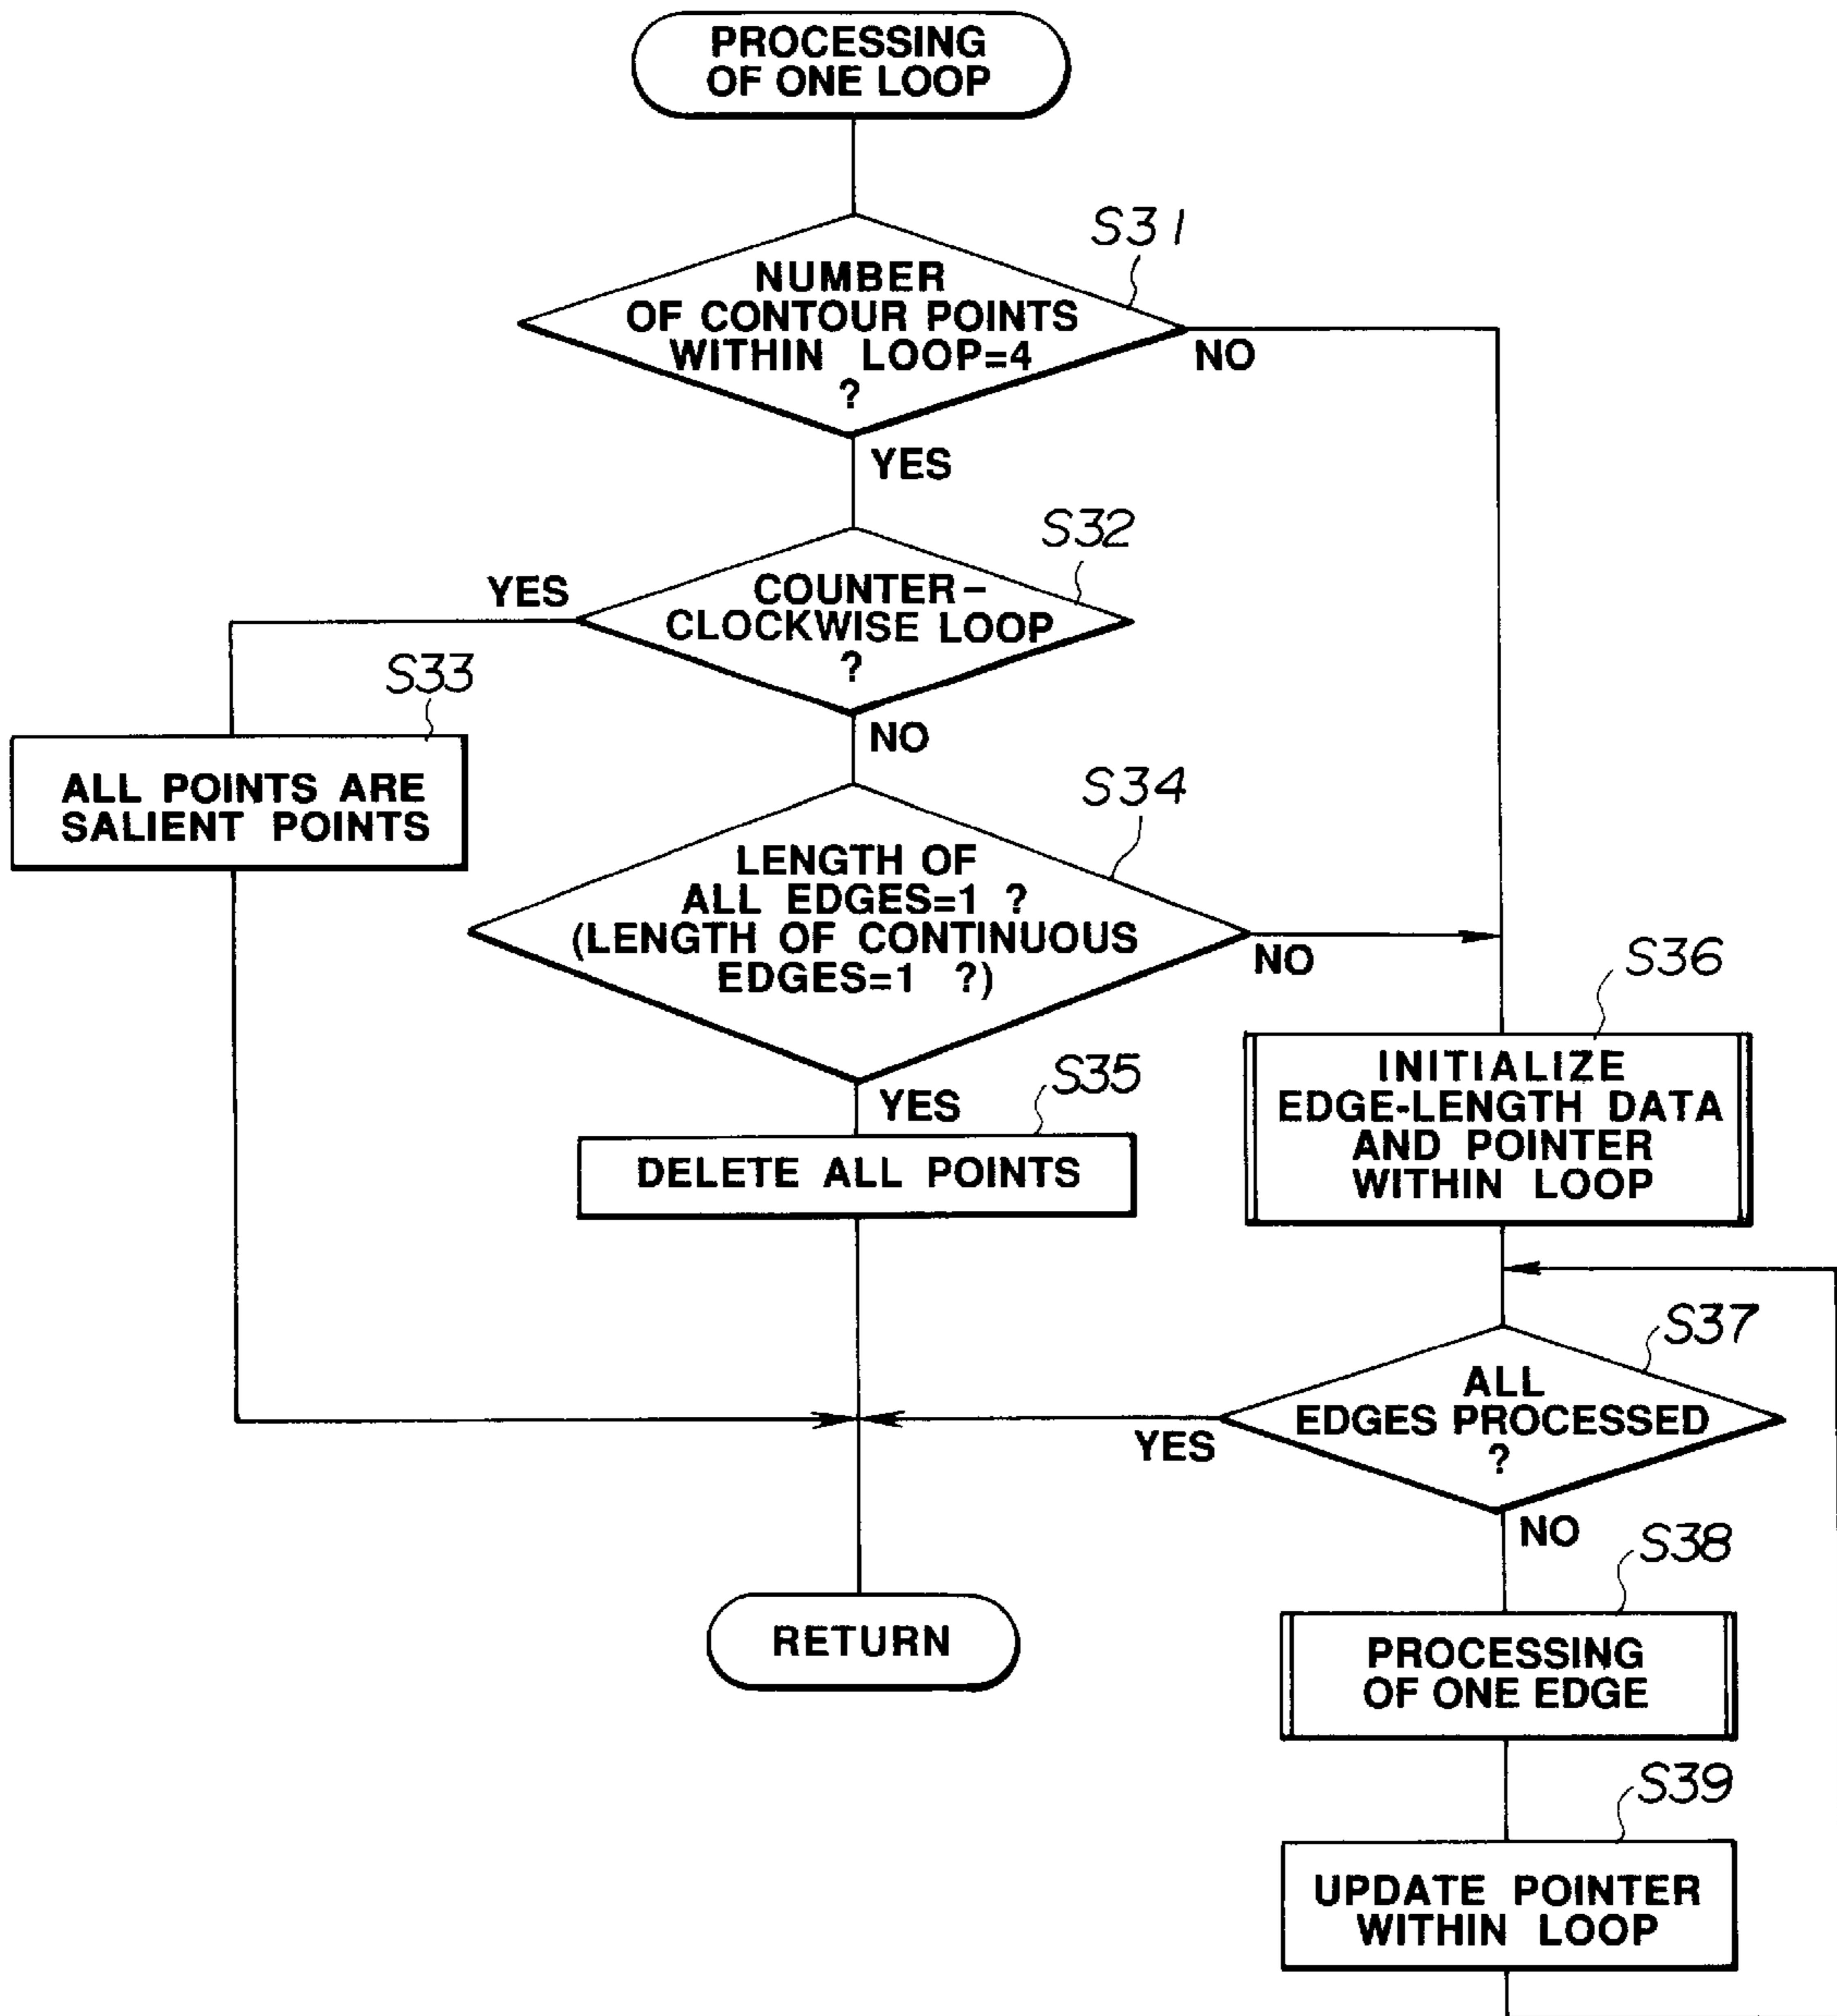 PROCESSING
OF ONE LOOP
S31
NUMBER
OF CONTOUR POINTS
WITHIN LOOP=4
?
NO
YES
S32
YES
COUNTER-
CLOCKWISE LOOP
?
S33
NO
ALL POINTS ARE
SALIENT POINTS
S34
LENGTH OF
ALL EDGES=1 ?
(LENGTH OF CONTINUOUS
EDGES=1 ?)
NO
S36
INITIALIZE
EDGE-LENGTH DATA
AND POINTER
WITHIN LOOP
S35
YES
DELETE ALL POINTS
S37
ALL
EDGES PROCESSED
?
YES
NO
S38
RETURN
PROCESSING
OF ONE EDGE
S39
UPDATE POINTER
WITHIN LOOP